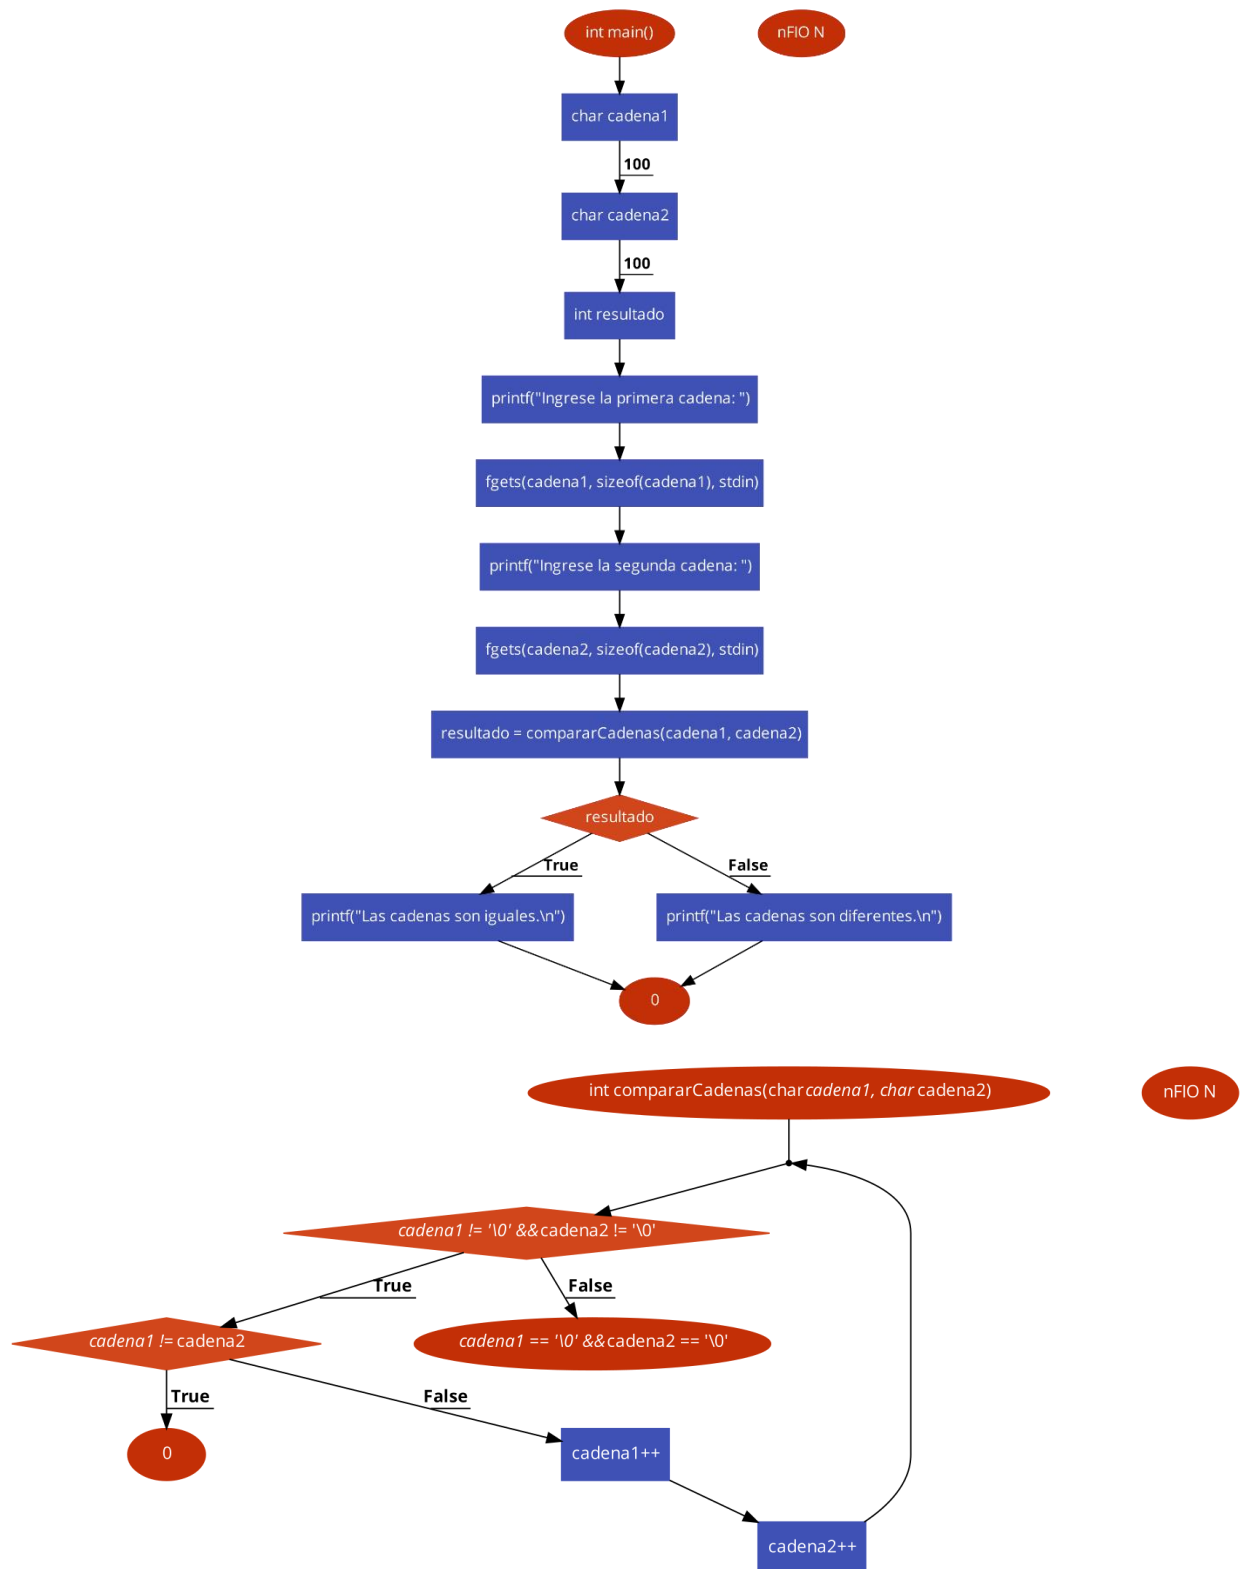 int main()
nFIO N
char cadena1
100
char cadena2
100
int resultado
printf("Ingrese la primera cadena: ")
fgets(cadena1, sizeof(cadena1), stdin)
printf("Ingrese la segunda cadena: ")
fgets(cadena2, sizeof(cadena2), stdin)
resultado = compararCadenas(cadena1, cadena2)
resultado
True
False
printf("Las cadenas son iguales.\n")
printf("Las cadenas son diferentes.\n")
0
int compararCadenas(char cadena1, char cadena2)
nFIO N
cadena1 != '\0' && cadena2 != '\0'
True
False
cadena1 != cadena2
cadena1 == '\0' && cadena2 == '\0'
True
False
0
cadena1++
cadena2++